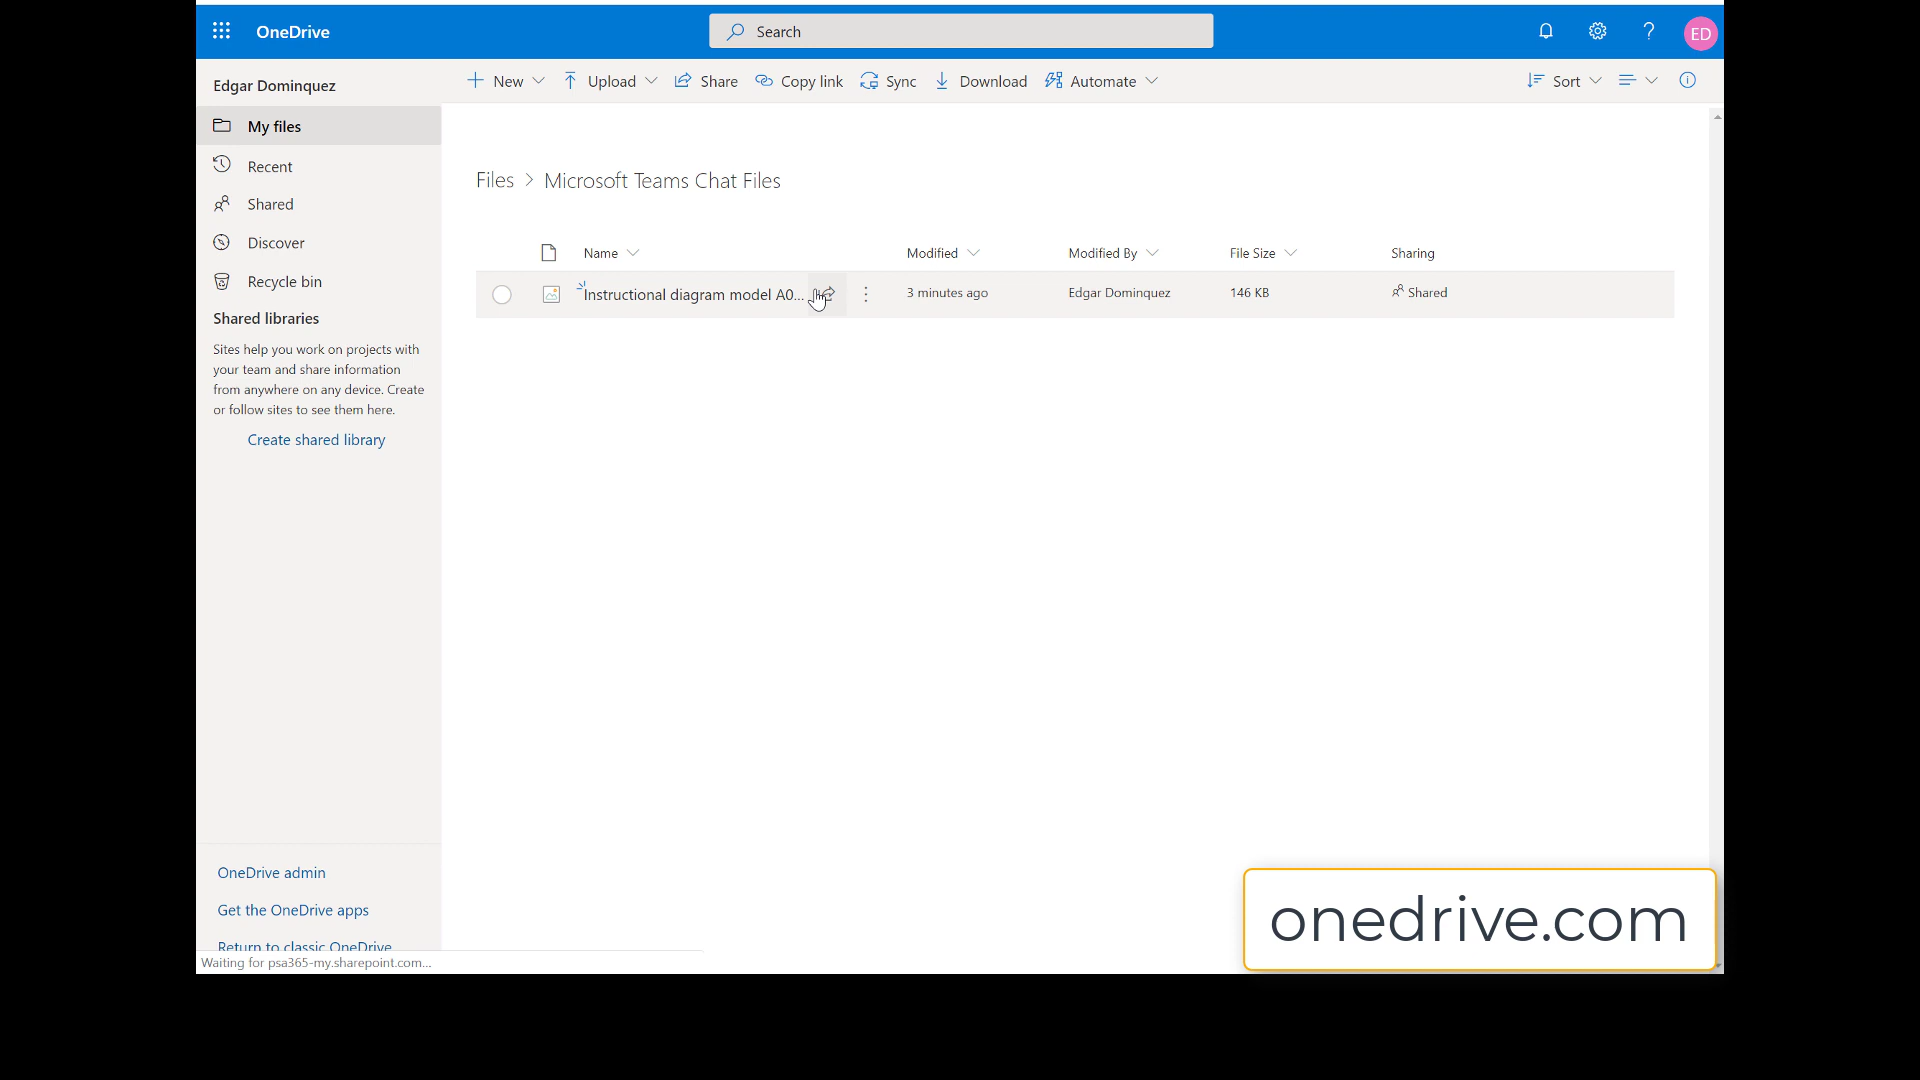 OneDrive
Search
ED
Edgar Dominquez
New
Upload
Share
Copy link
Sync
Download
Automate
Sort
My files
Recent
Shared
Discover
Recycle bin
Shared libraries
Sites help you work on projects with
your team and share information
from anywhere on any device. Create
or follow sites to see them here.
Create shared library
Files > Microsoft Teams Chat Files
Name
Modified
Modified By
File Size
Sharing
Instructional diagram model A0...
3 minutes ago
Edgar Dominquez
146 KB
Shared
OneDrive admin
Get the OneDrive apps
Return to classic OneDrive
Waiting for psa365-my.sharepoint.com...
onedrive.com